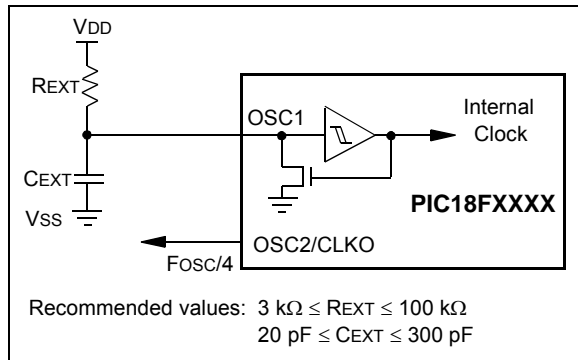 VDD
REXT
OSC1
Internal
Clock
CEXT
PIC18FXXXX
VSS
OSC2/CLKO
FOSC/4
Recommended values: 3 kΩ ≤ REXT ≤ 100 kΩ
20 pF ≤ CEXT ≤ 300 pF